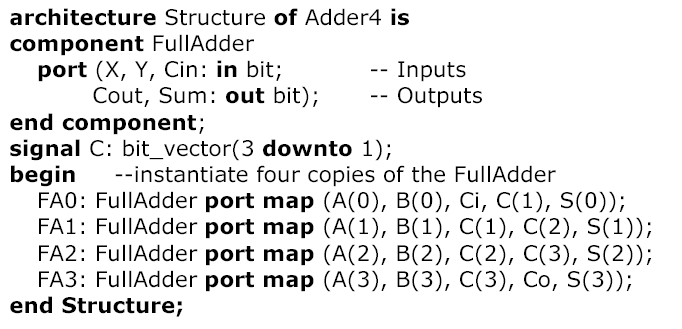 architecture Structure of Adder4 is
component FullAdder
port (X, Y, Cin: in bit; -- Inputs
Cout, Sum: out bit); -- Outputs
end component;
signal C: bit_vector(3 downto 1);
begin --instantiate four copies of the FullAdder
FA0: FullAdder port map (A(0), B(0), Ci, C(1), S(0));
FA1: FullAdder port map (A(1), B(1), C(1), C(2), S(1));
FA2: FullAdder port map (A(2), B(2), C(2), C(3), S(2));
FA3: FullAdder port map (A(3), B(3), C(3), Co, S(3));
end Structure;